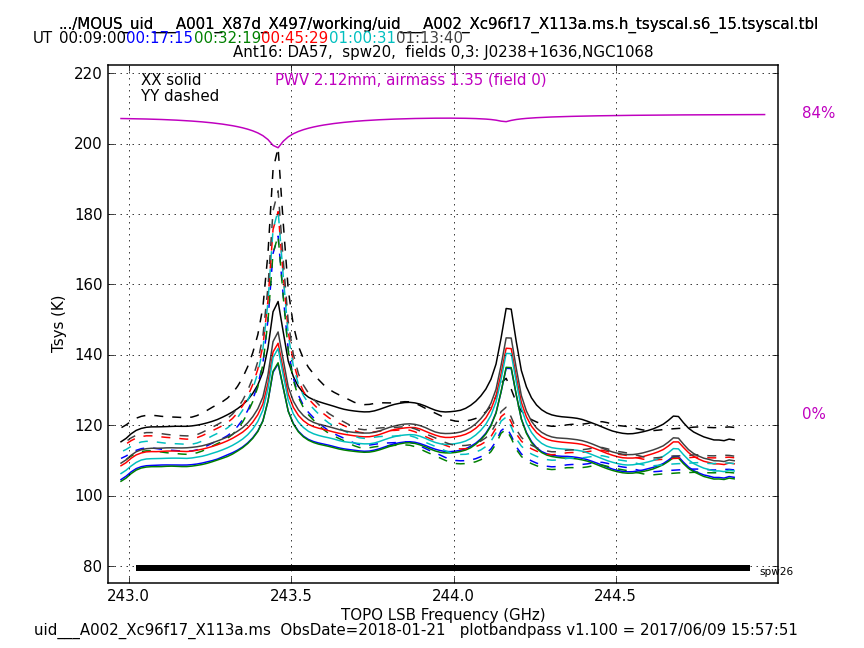 .../MOUS_uid___A001_X87d_X497/working/uid___A002_Xc96f17_X113a.ms.h_tsyscal.s6_15.tsyscal.tbl
UT 00:09:00 00:17:15 00:32:19 00:45:29 01:00:31 01:13:40
Ant16: DA57,  spw20,  fields 0,3: J0238+1636,NGC1068
XX solid
YY dashed
PWV 2.12mm, airmass 1.35 (field 0)
84%
0%
220
200
180
160
140
120
100
80
Tsys (K)
spw26
243.0 243.5 244.0 244.5
TOPO LSB Frequency (GHz)
uid___A002_Xc96f17_X113a.ms  ObsDate=2018-01-21   plotbandpass v1.100 = 2017/06/09 15:57:51